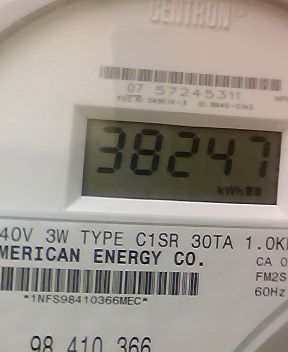 CENTRON
07 57245311
38247
kWh
40V 3W TYPE C1SR 30TA 1.0K
MERICAN ENERGY CO.
CA 0
FM2S
*1NFS98410366MEC*
60Hz
98 410 366